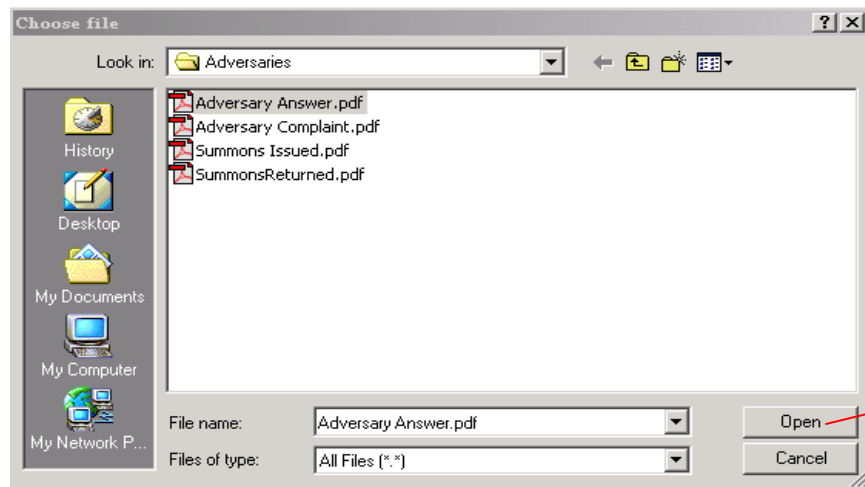 Choose file
Look in: Adversaries
History
Desktop
My Documents
My Computer
My Network P...
Adversary Answer.pdf
Adversary Complaint.pdf
Summons Issued.pdf
SummonsReturned.pdf
File name: Adversary Answer.pdf Open
Files of type: All Files (*.*) Cancel